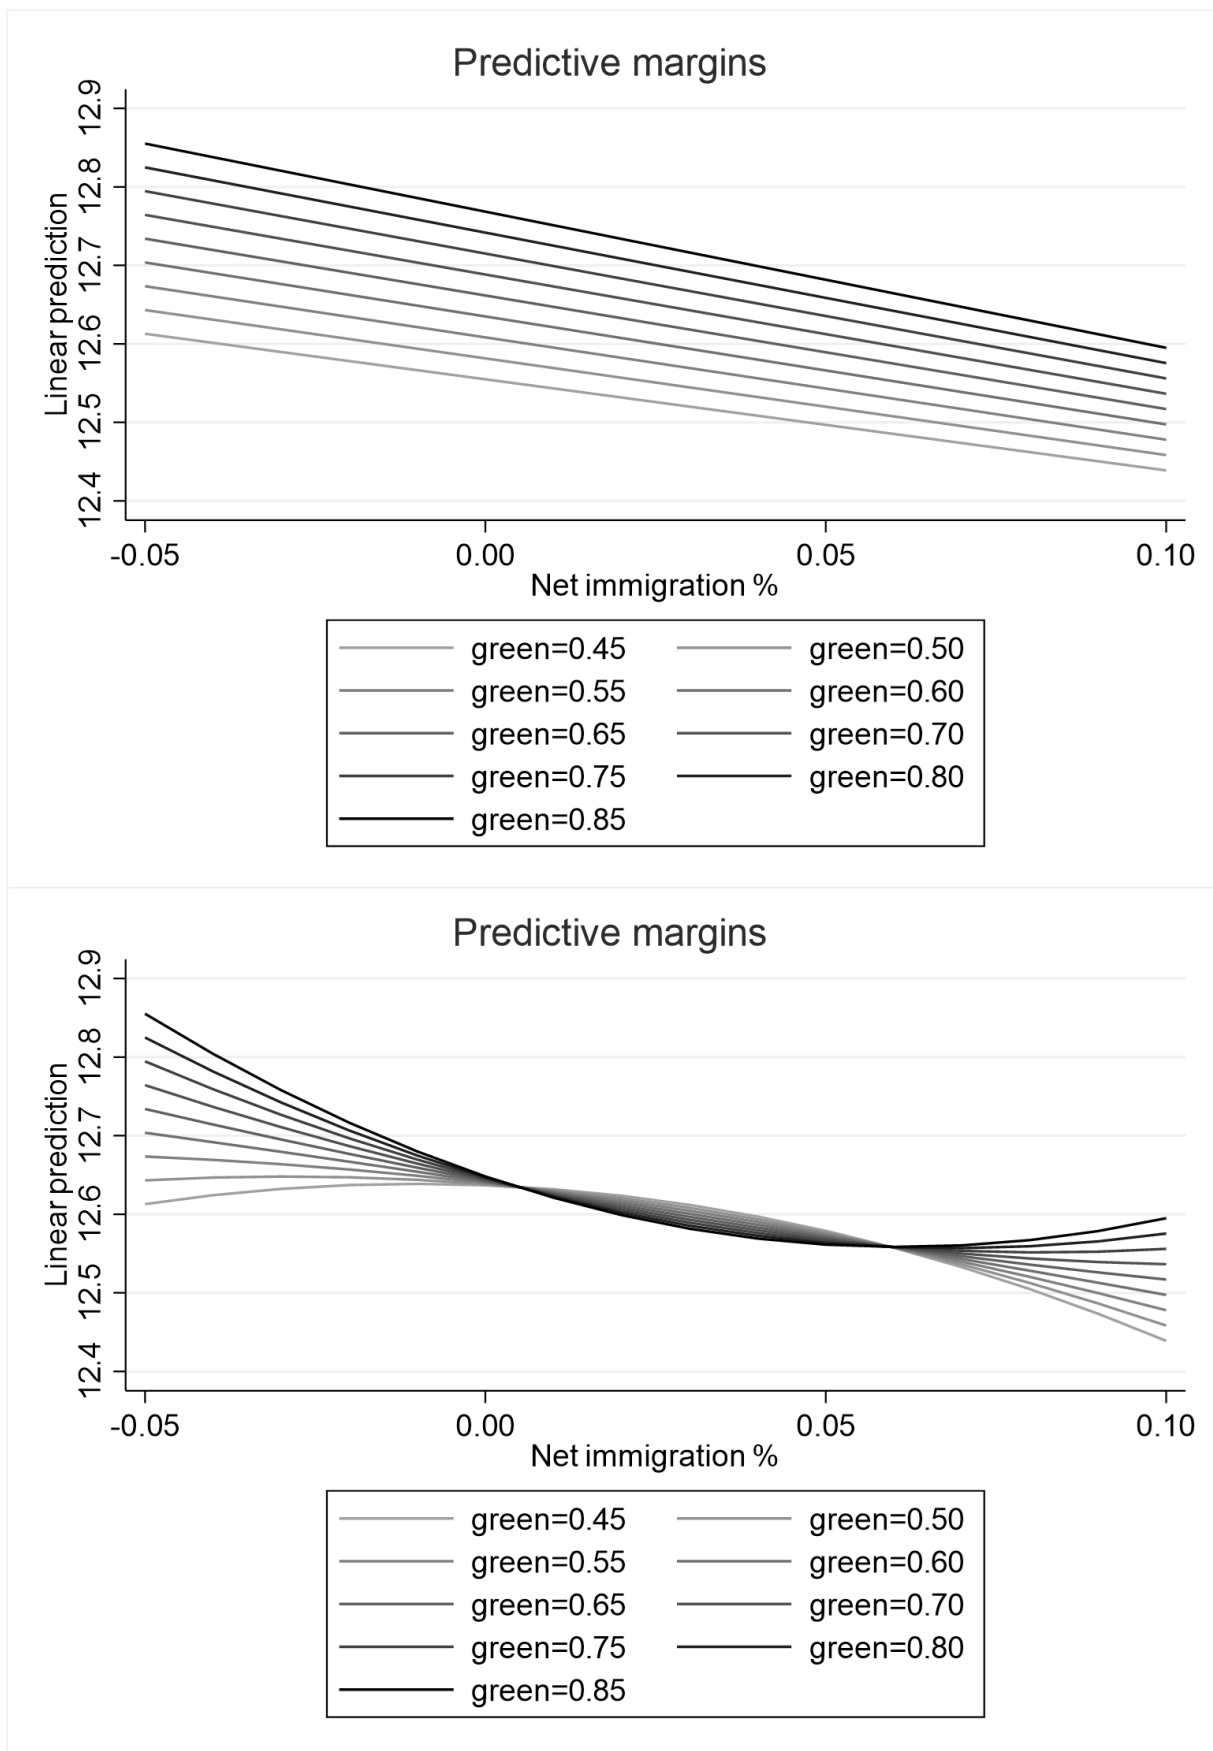 Predictive margins
Linear prediction
12.9
12.8
12.7
12.6
12.5
12.4
-0.05 0.00 0.05 0.10
Net immigration %
green=0.45 green=0.50
green=0.55 green=0.60
green=0.65 green=0.70
green=0.75 green=0.80
green=0.85
Predictive margins
Linear prediction
12.9
12.8
12.7
12.6
12.5
12.4
-0.05 0.00 0.05 0.10
Net immigration %
green=0.45 green=0.50
green=0.55 green=0.60
green=0.65 green=0.70
green=0.75 green=0.80
green=0.85